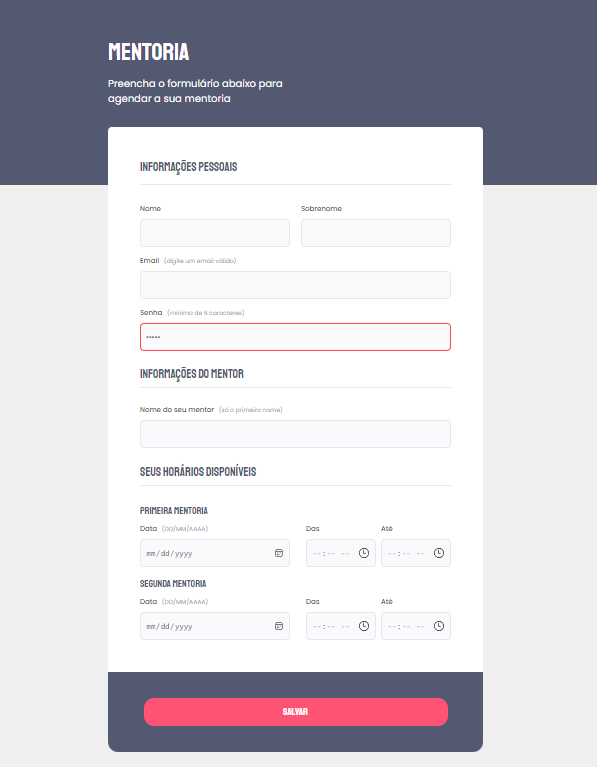 MENTORIA
Preencha o formulário abaixo para
agendar a sua mentoria
INFORMAÇÕES PESSOAIS
Nome Sobrenome
Email (digite um email válido)
Senha (mínimo de 6 caracteres)
•••••
INFORMAÇÕES DO MENTOR
Nome do seu mentor (só o primeiro nome)
SEUS HORÁRIOS DISPONÍVEIS
PRIMEIRA MENTORIA
Data (DD/MM/AAAA) Das Até
mm/dd/yyyy --:-- -- --:-- --
SEGUNDA MENTORIA
Data (DD/MM/AAAA) Das Até
mm/dd/yyyy --:-- -- --:-- --
SALVAR